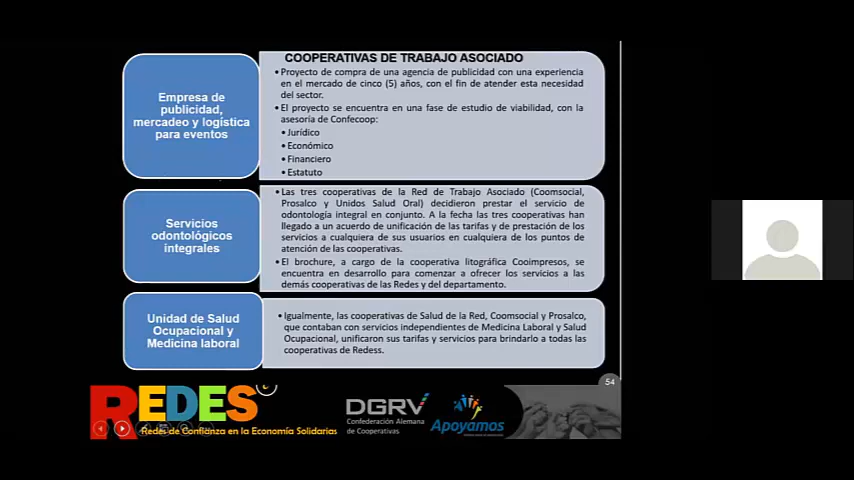 COOPERATIVAS DE TRABAJO ASOCIADO
Empresa de
publicidad,
mercadeo y logística
para eventos
• Proyecto de compra de una agencia de publicidad con una experiencia
en el mercado de cinco (5) años, con el fin de atender esta necesidad
del sector.
• El proyecto se encuentra en una fase de estudio de viabilidad, con la
asesoría de Confecoop:
• Jurídico
• Económico
• Financiero
• Estatuto
Servicios
odontológicos
integrales
• Las tres cooperativas de la Red de Trabajo Asociado (Coomsocial,
Prosalco y Unidos Salud Oral) decidieron prestar el servicio de
odontología integral en conjunto. A la fecha las tres cooperativas han
llegado a un acuerdo de unificación de las tarifas y de prestación de los
servicios a cualquiera de sus usuarios en cualquiera de los puntos de
atención de las cooperativas.
• El brochure, a cargo de la cooperativa litográfica Cooimpresos, se
encuentra en desarrollo para comenzar a ofrecer los servicios a las
demás cooperativas de las Redes y del departamento.
Unidad de Salud
Ocupacional y
Medicina laboral
• Igualmente, las cooperativas de Salud de la Red, Coomsocial y Prosalco,
que contaban con servicios independientes de Medicina Laboral y Salud
Ocupacional, unificaron sus tarifas y servicios para brindarlo a todas las
cooperativas de Redess.
54
REDES
Redes de Confianza en la Economía Solidarias
DGRV
Confederación Alemana
de Cooperativas
Apoyamos